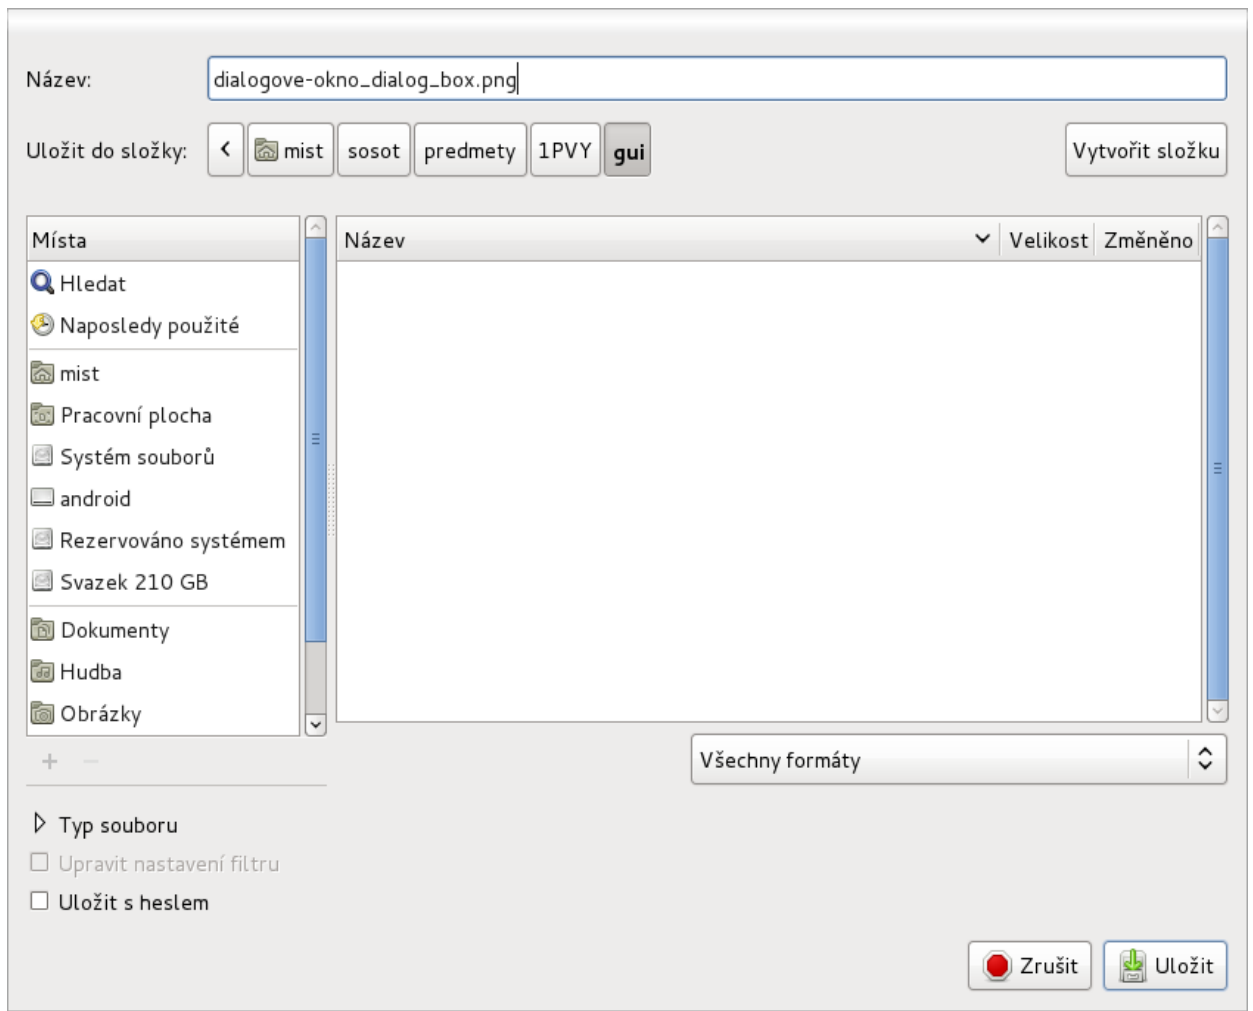 Název: dialogove-okno_dialog_box.png
Uložit do složky: < mist sosot predmety 1PVY gui Vytvořit složku
Místa
Hledat
Naposledy použité
mist
Pracovní plocha
Systém souborů
android
Rezervováno systémem
Svazek 210 GB
Dokumenty
Hudba
Obrázky
Název Velikost Změněno
Všechny formáty
Typ souboru
Upravit nastavení filtru
Uložit s heslem
Zrušit Uložit